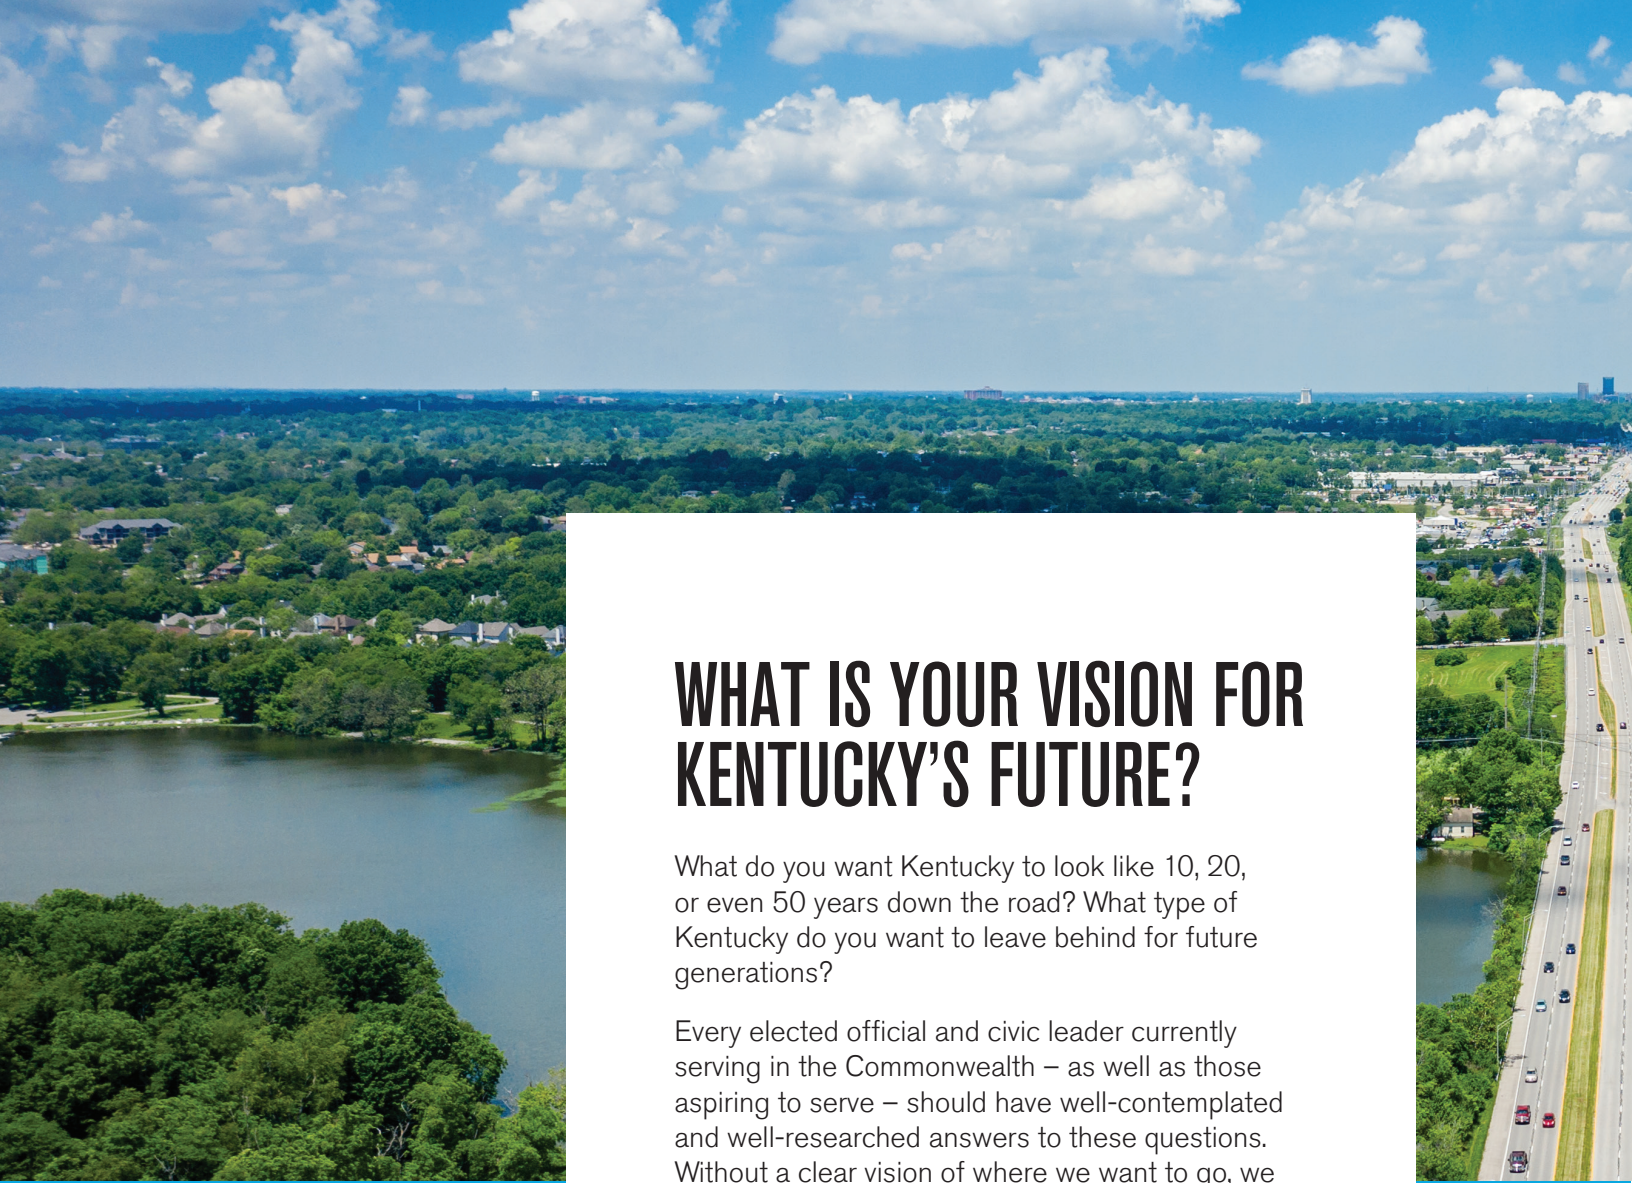 WHAT IS YOUR VISION FOR
KENTUCKY’S FUTURE?
What do you want Kentucky to look like 10, 20,
or even 50 years down the road? What type of
Kentucky do you want to leave behind for future
generations?
Every elected official and civic leader currently
serving in the Commonwealth – as well as those
aspiring to serve – should have well-contemplated
and well-researched answers to these questions.
Without a clear vision of where we want to go, we